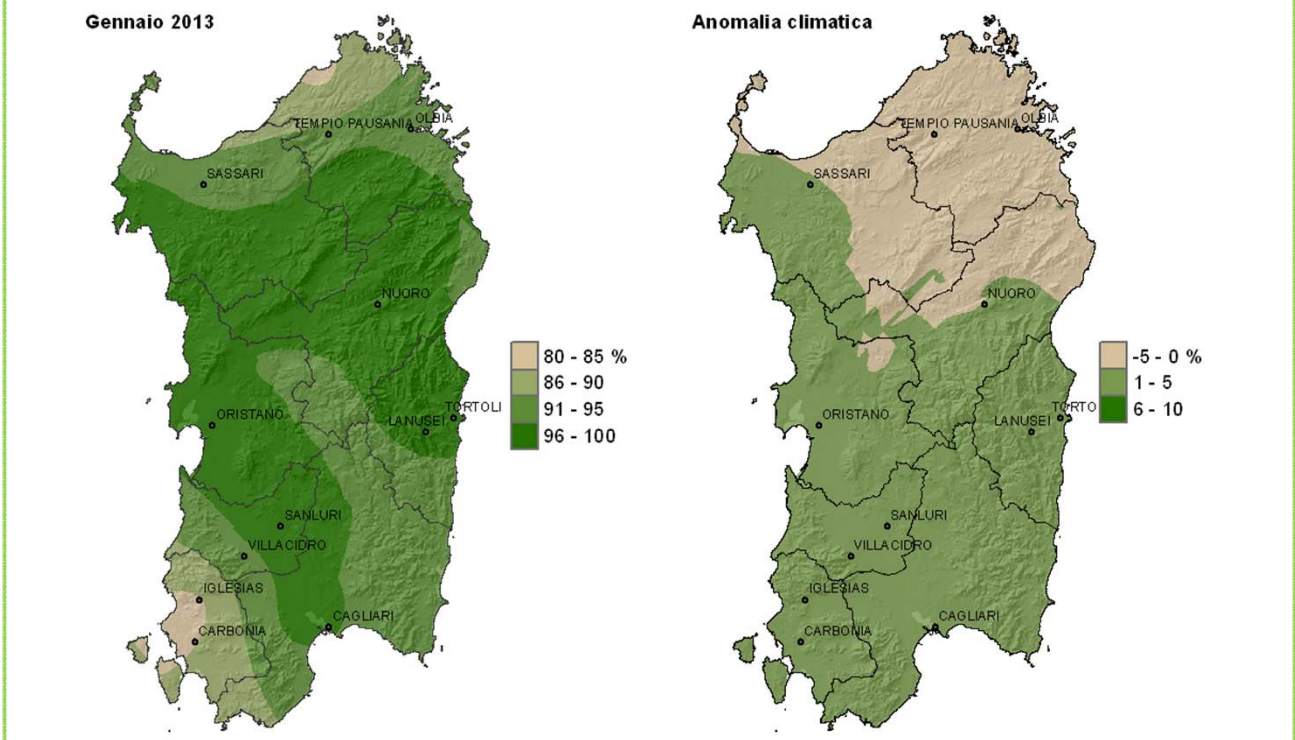 Gennaio 2013
TEMPIO PAUSANIA
OLBIA
SASSARI
NUORO
80 - 85 %
86 - 90
91 - 95
96 - 100
ORISTANO
TORTOLI
LANUSEI
SANLURI
VILLACIDRO
IGLESIAS
CAGLIARI
CARBONIA
Anomalia climatica
TEMPIO PAUSANIA
OLBIA
SASSARI
NUORO
-5 - 0 %
1 - 5
6 - 10
ORISTANO
TORTO
LANUSEI
SANLURI
VILLACIDRO
IGLESIAS
CAGLIARI
CARBONIA